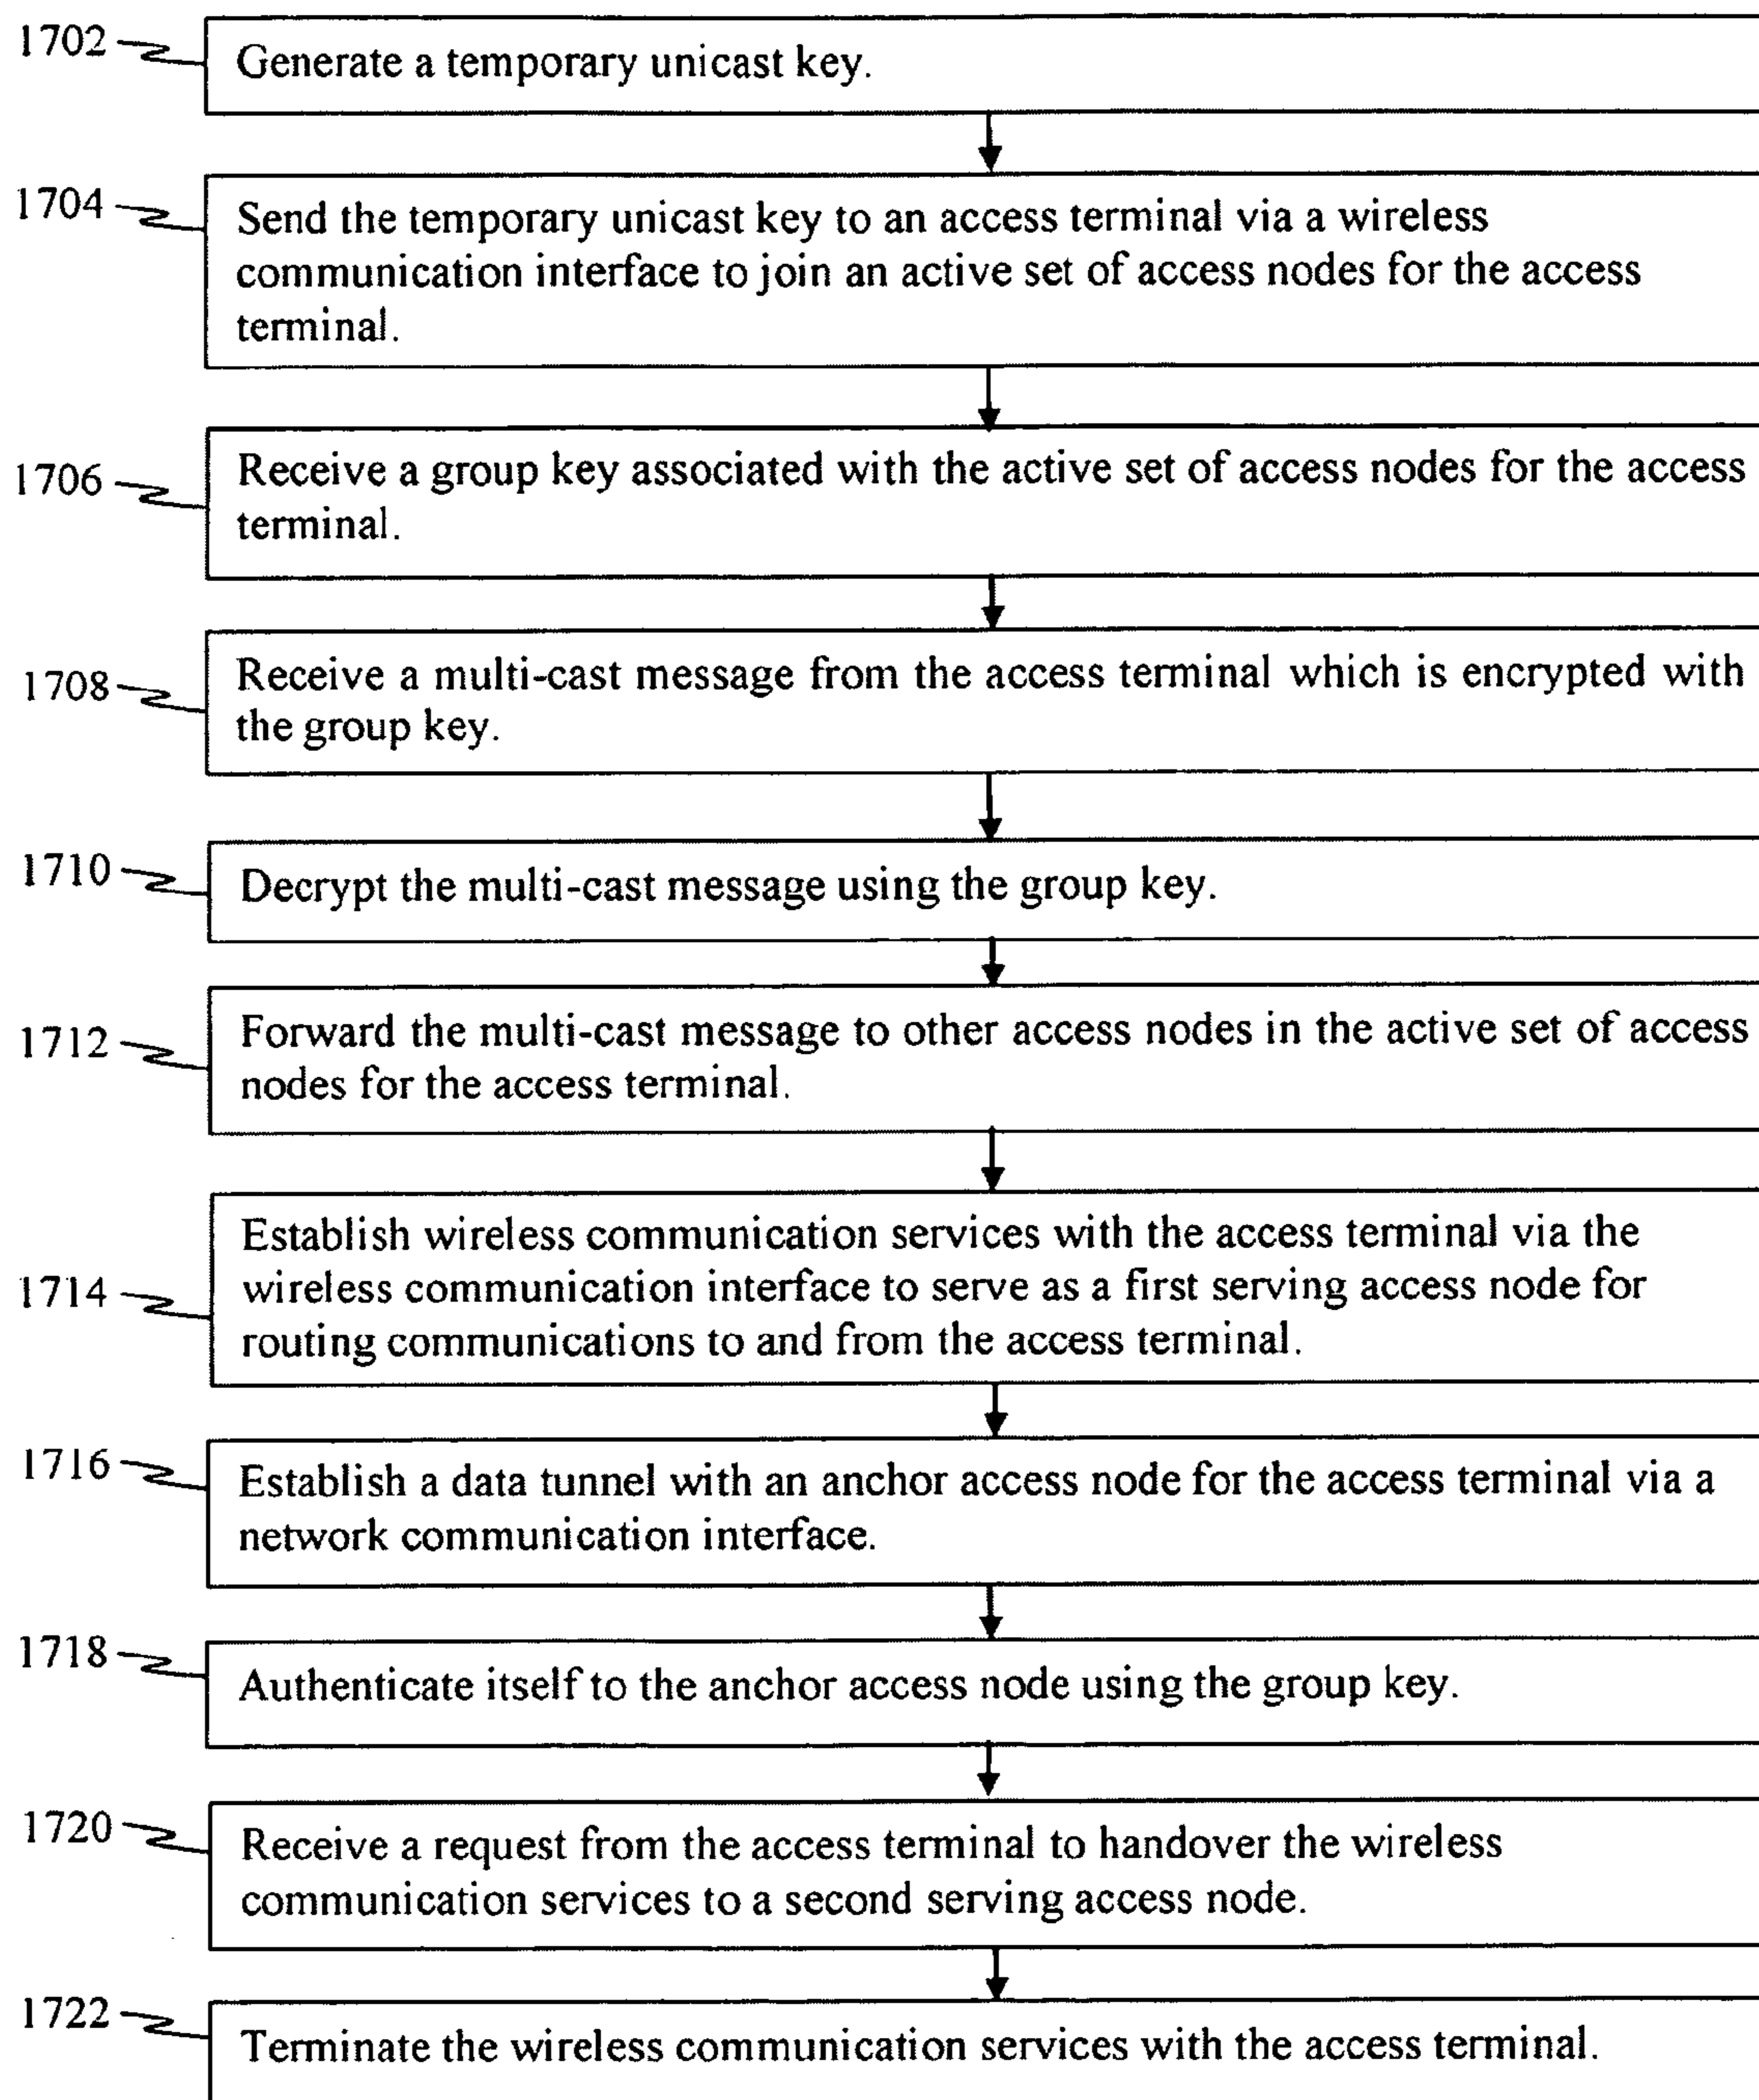 1702
Generate a temporary unicast key.
1704
Send the temporary unicast key to an access terminal via a wireless
communication interface to join an active set of access nodes for the access
terminal.
1706
Receive a group key associated with the active set of access nodes for the access
terminal.
1708
Receive a multi-cast message from the access terminal which is encrypted with
the group key.
1710
Decrypt the multi-cast message using the group key.
1712
Forward the multi-cast message to other access nodes in the active set of access
nodes for the access terminal.
1714
Establish wireless communication services with the access terminal via the
wireless communication interface to serve as a first serving access node for
routing communications to and from the access terminal.
1716
Establish a data tunnel with an anchor access node for the access terminal via a
network communication interface.
1718
Authenticate itself to the anchor access node using the group key.
1720
Receive a request from the access terminal to handover the wireless
communication services to a second serving access node.
1722
Terminate the wireless communication services with the access terminal.